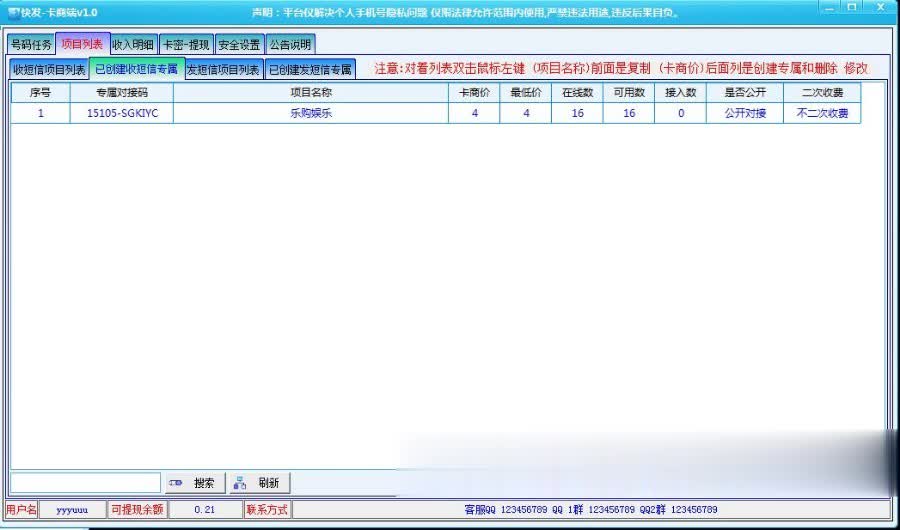 快发-卡商端v1.0 声明：平台仅解决个人手机号隐私问题 仅限法律允许范围内使用,严禁违法用途,违反后果自负。
号码任务 项目列表 收入明细 卡密-提现 安全设置 公告说明
收短信项目列表 已创建收短信专属 发短信项目列表 已创建发短信专属 注意:对着列表双击鼠标左键 (项目名称)前面是复制 (卡商价)后面列是创建专属和删除 修改
序号 专属对接码 项目名称 卡商价 最低价 在线数 可用数 接入数 是否公开 二次收费
1 15105-SGKIYC 乐购娱乐 4 4 16 16 0 公开对接 不二次收费
搜索 刷新
用户名 yyyuuu 可提现余额 0.21 联系方式 客服QQ 123456789 QQ 1群 123456789 QQ2群 123456789